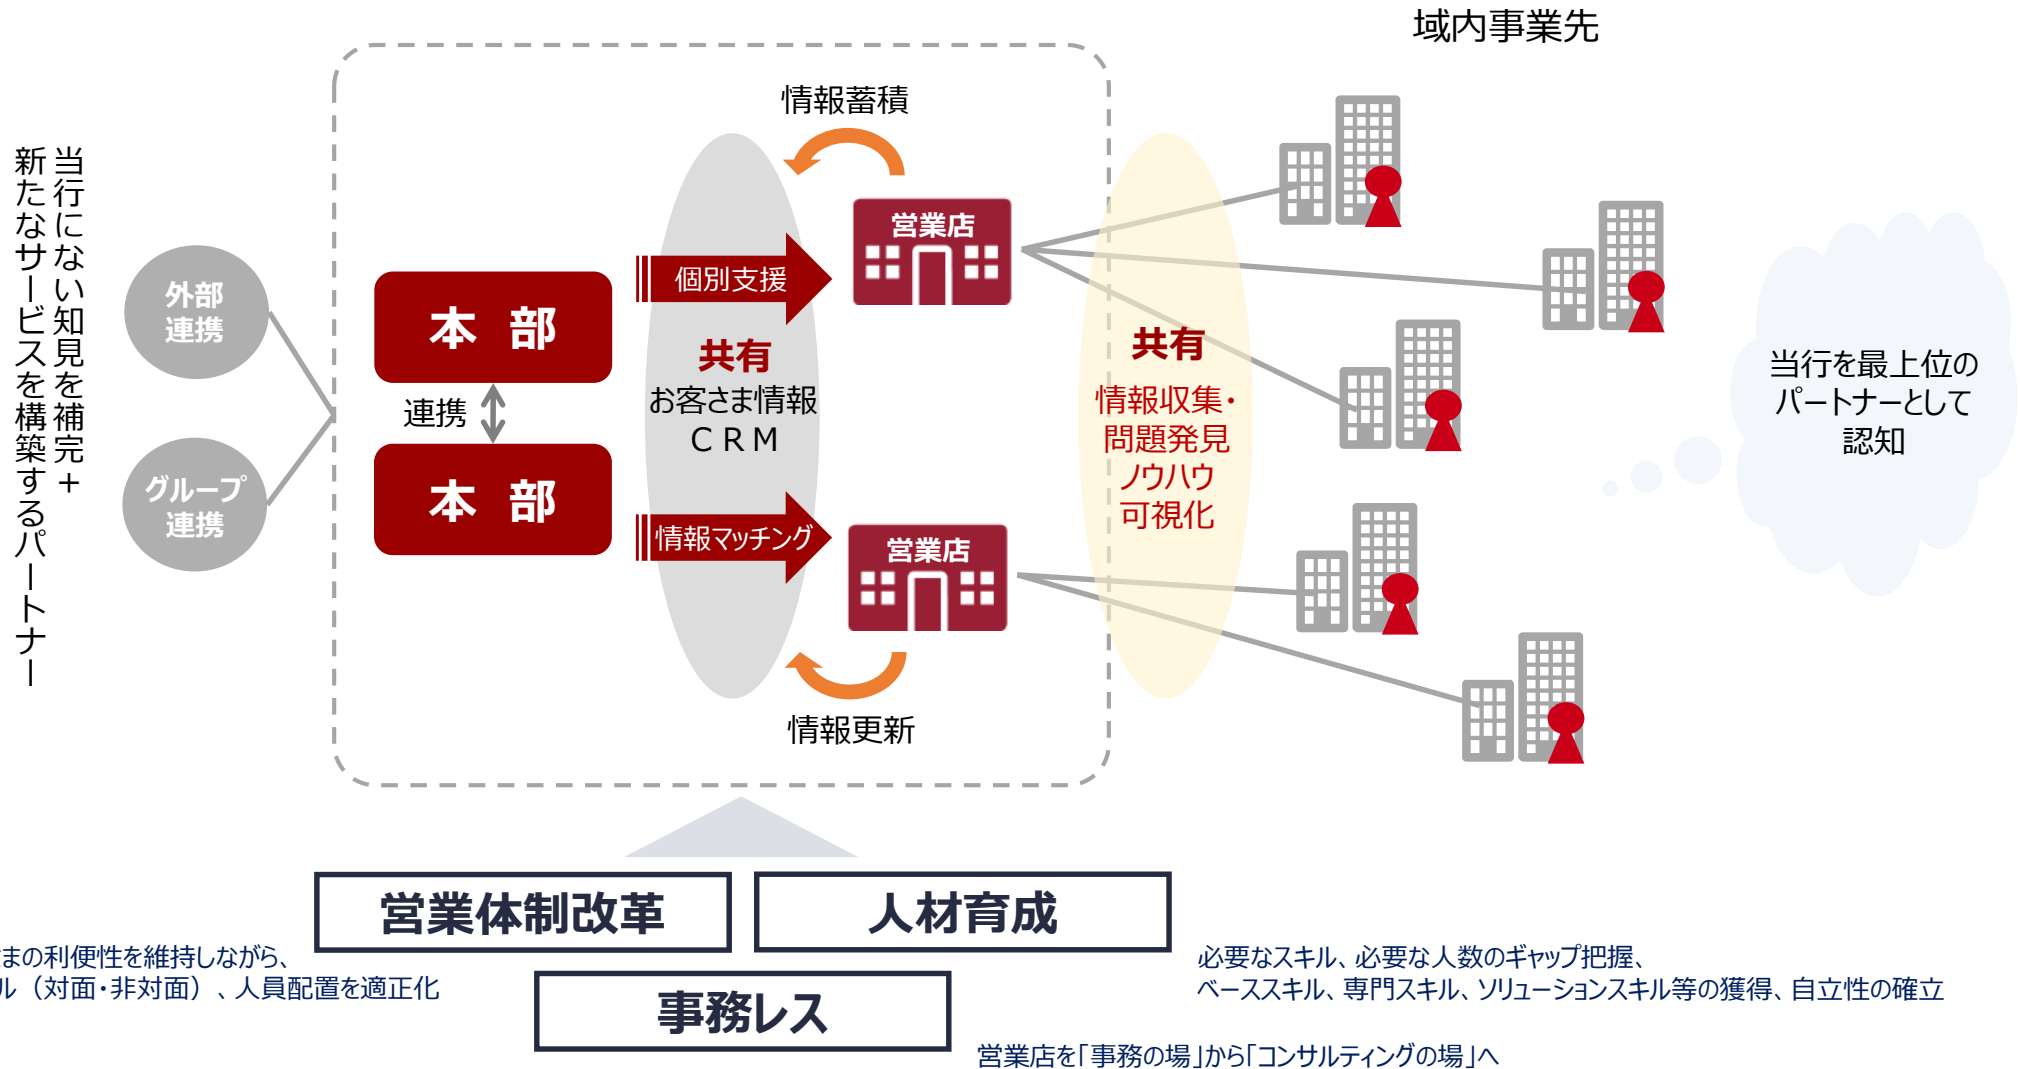 域内事業先
当行にない知見を補完+
新たなサービスを構築するパートナー
外部
連携
グループ
連携
本 部
連携
本 部
情報蓄積
個別支援
共有
お客さま情報
ＣＲＭ
情報マッチング
情報更新
営業店
営業店
共有
情報収集・
問題発見
ノウハウ
可視化
当行を最上位の
パートナーとして
認知
営業体制改革
人材育成
事務レス
まの利便性を維持しながら、
ル（対面・非対面）、人員配置を適正化
必要なスキル、必要な人数のギャップ把握、
ベーススキル、専門スキル、ソリューションスキル等の獲得、自立性の確立
営業店を「事務の場」から「コンサルティングの場」へ